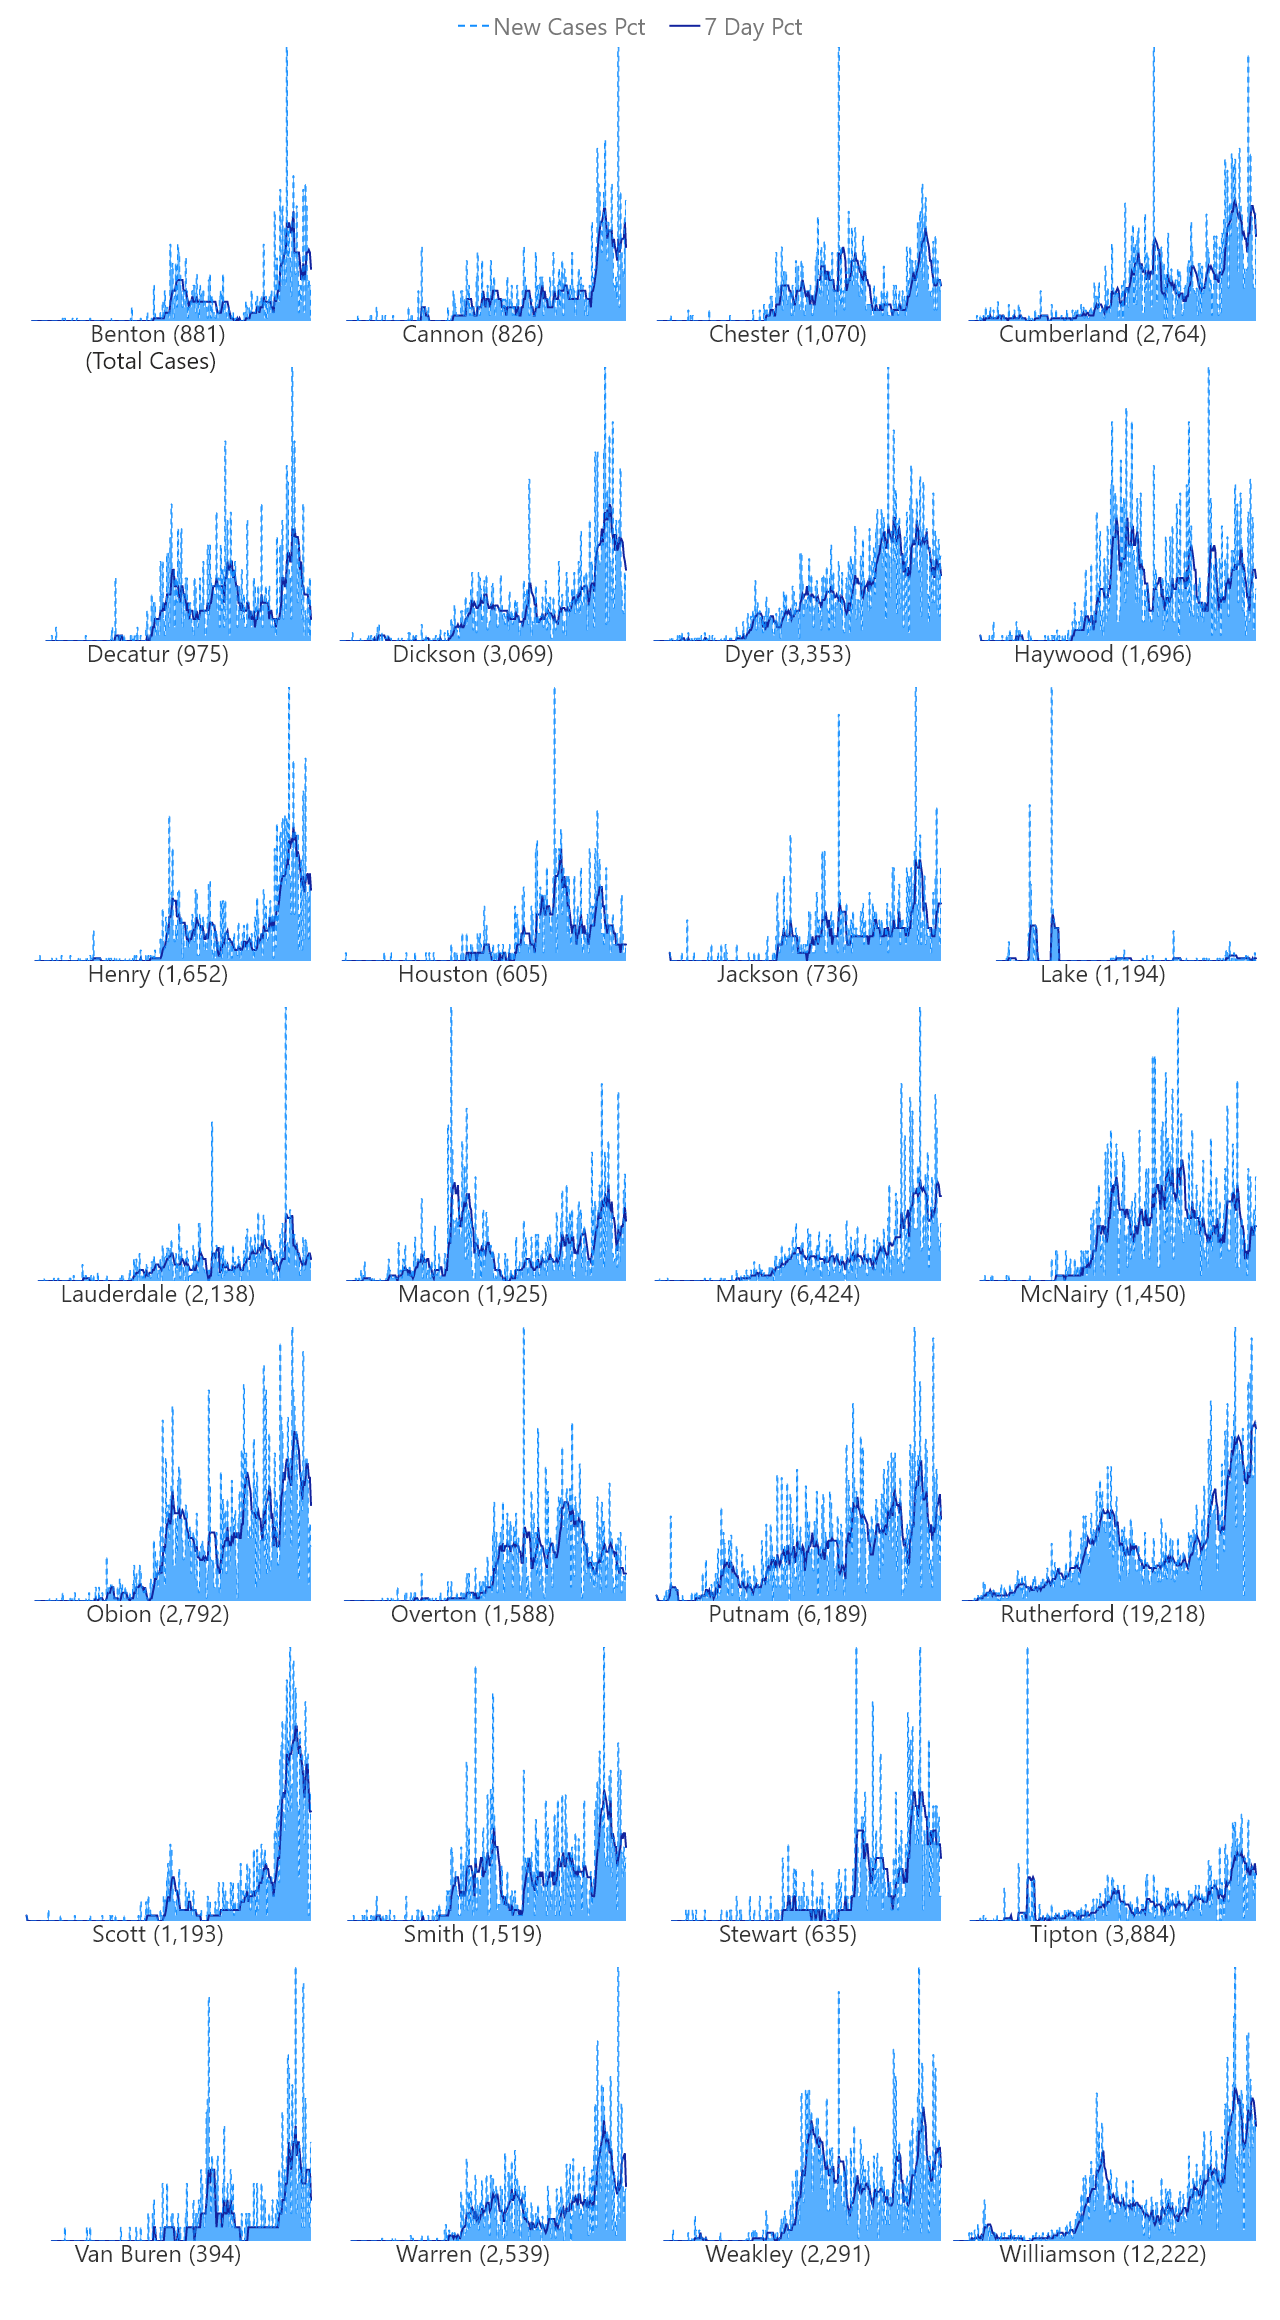 New Cases Pct 7 Day Pct
Benton (881) Cannon (826) Chester (1,070) Cumberland (2,764)
(Total Cases)
Decatur (975) Dickson (3,069) Dyer (3,353) Haywood (1,696)
Henry (1,652) Houston (605) Jackson (736) Lake (1,194)
Lauderdale (2,138) Macon (1,925) Maury (6,424) McNairy (1,450)
Obion (2,792) Overton (1,588) Putnam (6,189) Rutherford (19,218)
Scott (1,193) Smith (1,519) Stewart (635) Tipton (3,884)
Van Buren (394) Warren (2,539) Weakley (2,291) Williamson (12,222)